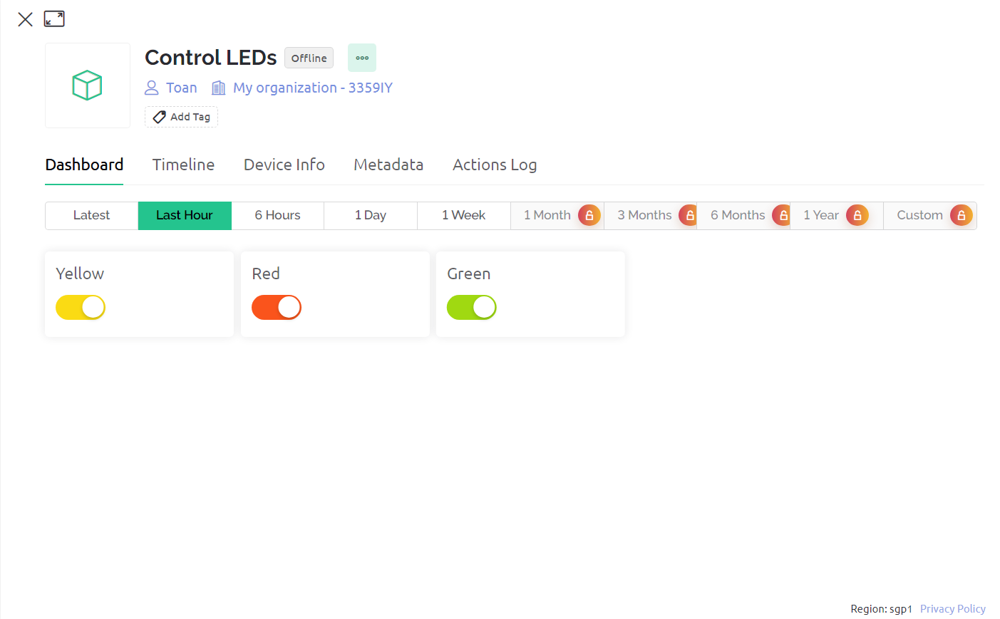 Control LEDs Offline
Toan My organization - 3359IY
Add Tag
Dashboard Timeline Device Info Metadata Actions Log
Latest Last Hour 6 Hours 1 Day 1 Week 1 Month 3 Months 6 Months 1 Year Custom
Yellow Red Green
Region: sgp1 Privacy Policy